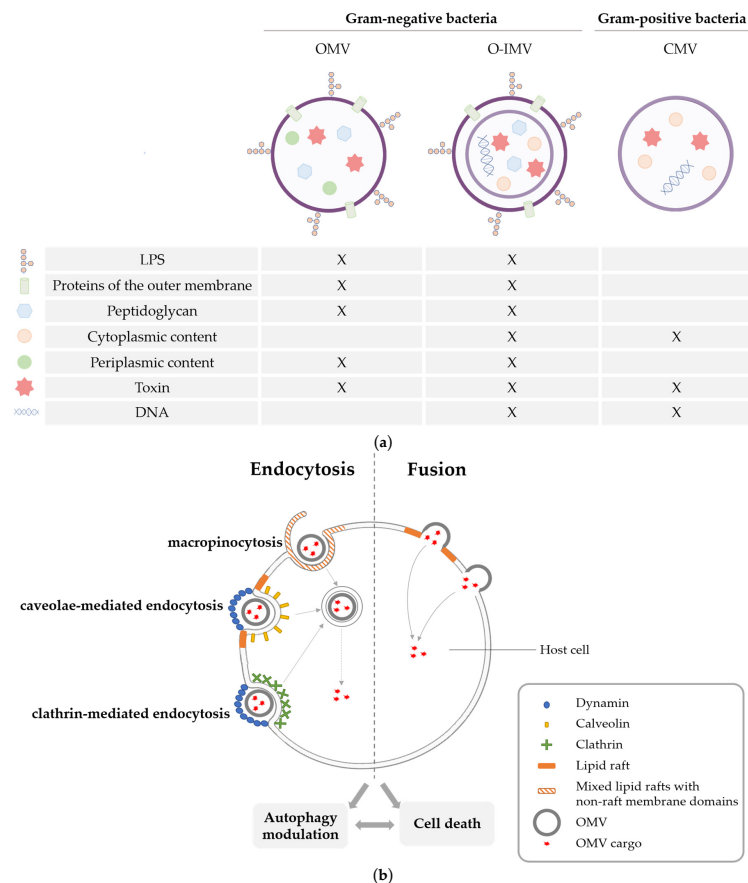 Gram-negative bacteria Gram-positive bacteria
OMV O-IMV CMV
LPS X X
Proteins of the outer membrane X X
Peptidoglycan X X
Cytoplasmic content X X
Periplasmic content X X
Toxin X X X
DNA X X
(a)
Endocytosis Fusion
macropinocytosis
caveolae-mediated endocytosis
clathrin-mediated endocytosis
Host cell
Dynamin
Calveolin
Clathrin
Lipid raft
Mixed lipid rafts with
non-raft membrane domains
OMV
OMV cargo
Autophagy
modulation
Cell death
(b)